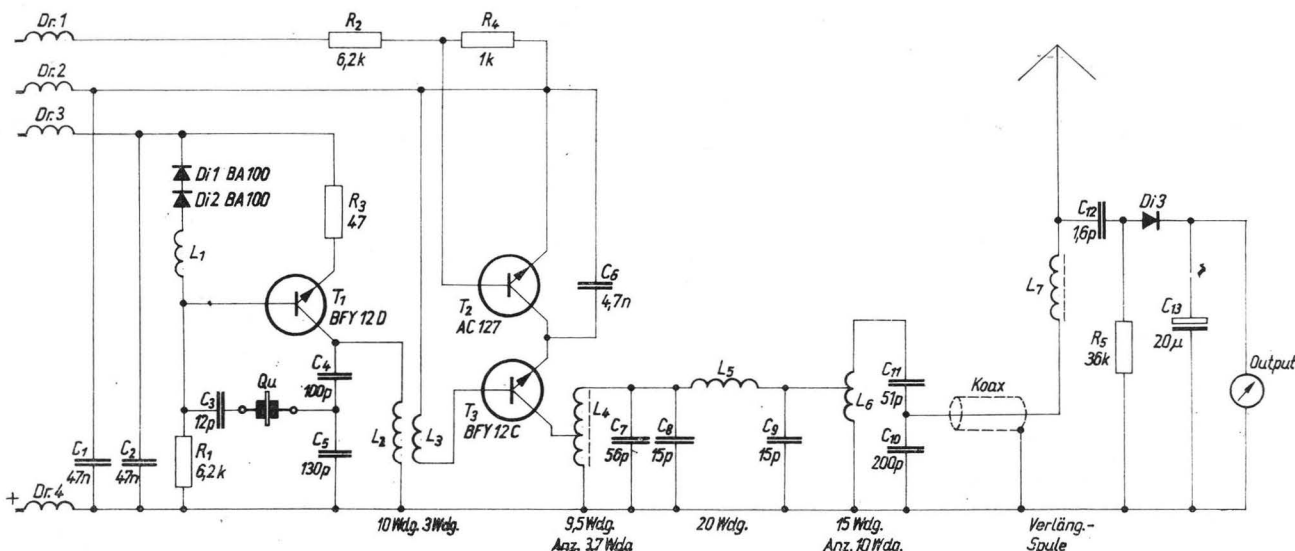 Dr.1
R2
6,2k
R4
1k
Dr.2
Dr.3
Di1 BA100
Di2 BA100
R3
47
L1
T1
BFY 12 D
T2
AC 127
C6
4,7n
C12
1,6p
Di3
L7
C13
20µ
R5
36k
Output
C4
100p
Qu
C3
12p
T3
BFY 12 C
L5
L6
C11
51p
Koax
C1
47n
C2
47n
R1
6,2k
C5
130p
L2
L3
L4
C7
56p
C8
15p
C9
15p
C10
200p
+ Dr.4
10 Wdg. 3 Wdg.
9,5 Wdg.
Anz. 3,7 Wdg
20 Wdg.
15 Wdg.
Anz. 10 Wdg.
Verläng.-
Spule